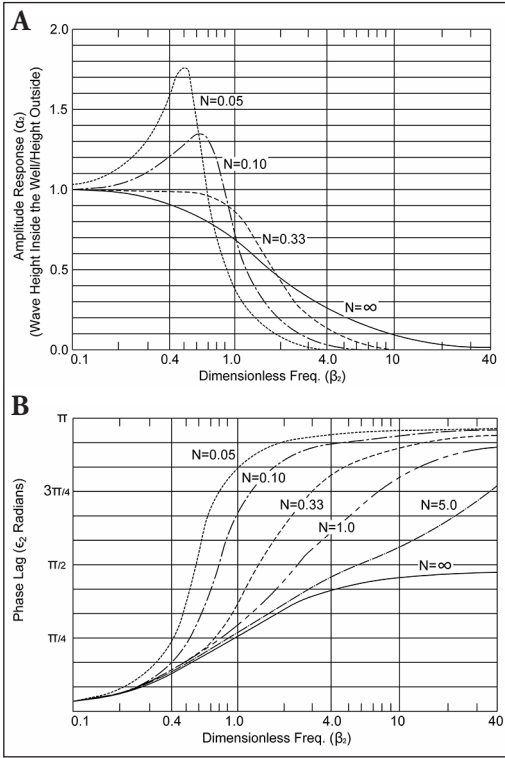 A
Amplitude Response (α₂)
(Wave Height Inside the Well/Height Outside)
2.0
1.5
1.0
0.5
0.0
N=0.05
N=0.10
N=0.33
N=∞
0.1
0.4
1.0
4.0
10
40
Dimensionless Freq. (β₂)
B
Phase Lag (ϵ₂ Radians)
π
3π/4
π/2
π/4
N=0.05
N=0.10
N=0.33
N=1.0
N=5.0
N=∞
0.1
0.4
1.0
4.0
10
40
Dimensionless Freq. (β₂)